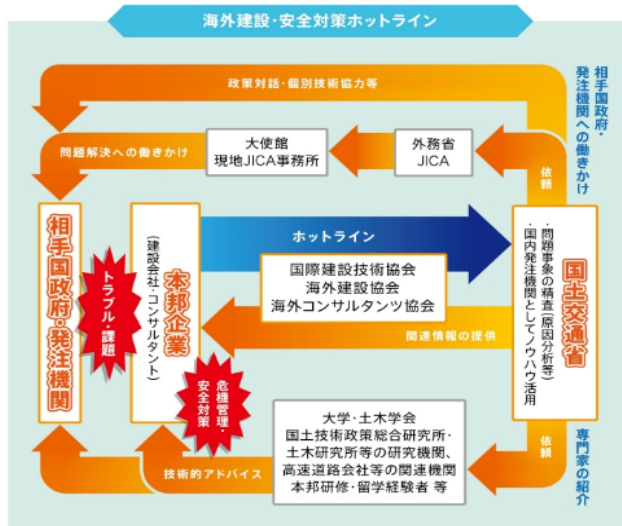 海外建設・安全対策ホットライン
政策対話・個別技術協力等
相手国政府・
発注機関への働きかけ
問題解決への働きかけ
大使館
現地JICA事務所
外務省
JICA
依頼
相手国政府・発注機関
トラブル・課題
本邦企業
(建設会社・コンサルタント)
ホットライン
国際建設技術協会
海外建設協会
海外コンサルタンツ協会
関連情報の提供
国土交通省
・問題事象の精査(原因分析等)
・国内発注機関としてノウハウ活用
危機管理・
安全対策
大学・土木学会
国土技術政策総合研究所・
土木研究所等の研究機関、
高速道路会社等の関連機関
本邦研修・留学経験者 等
技術的アドバイス
依頼
専門家の紹介